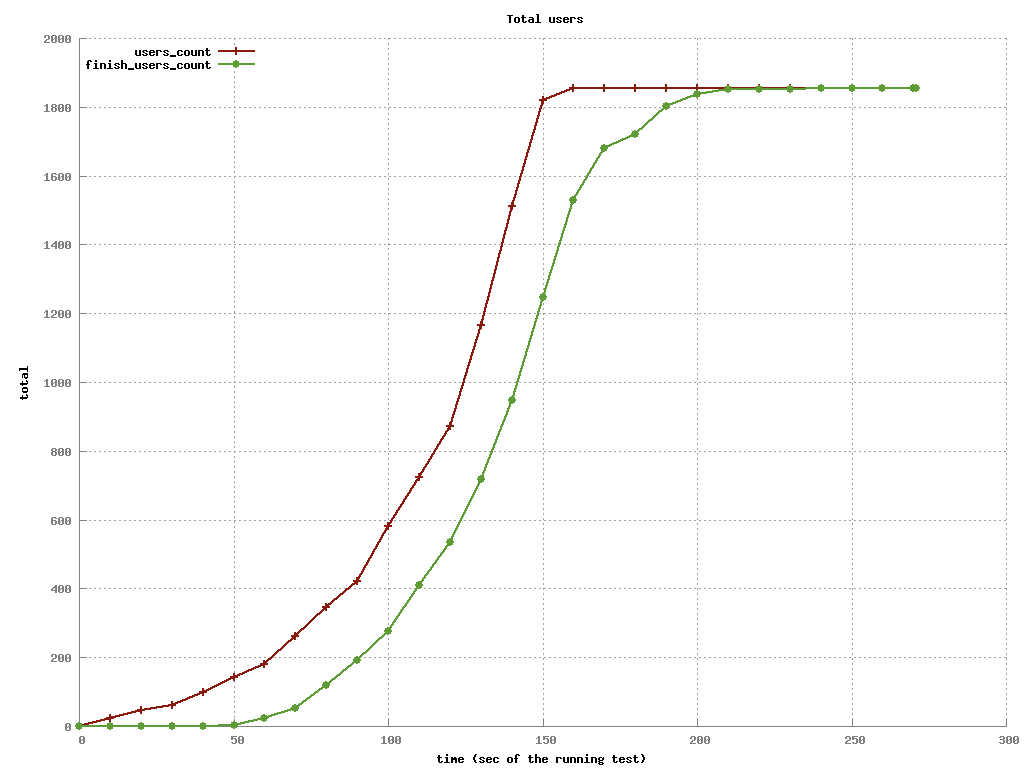 Total users
users_count
finish_users_count
2000
1800
1600
1400
1200
1000
800
600
400
200
0
total
0 50 100 150 200 250 300
time (sec of the running test)